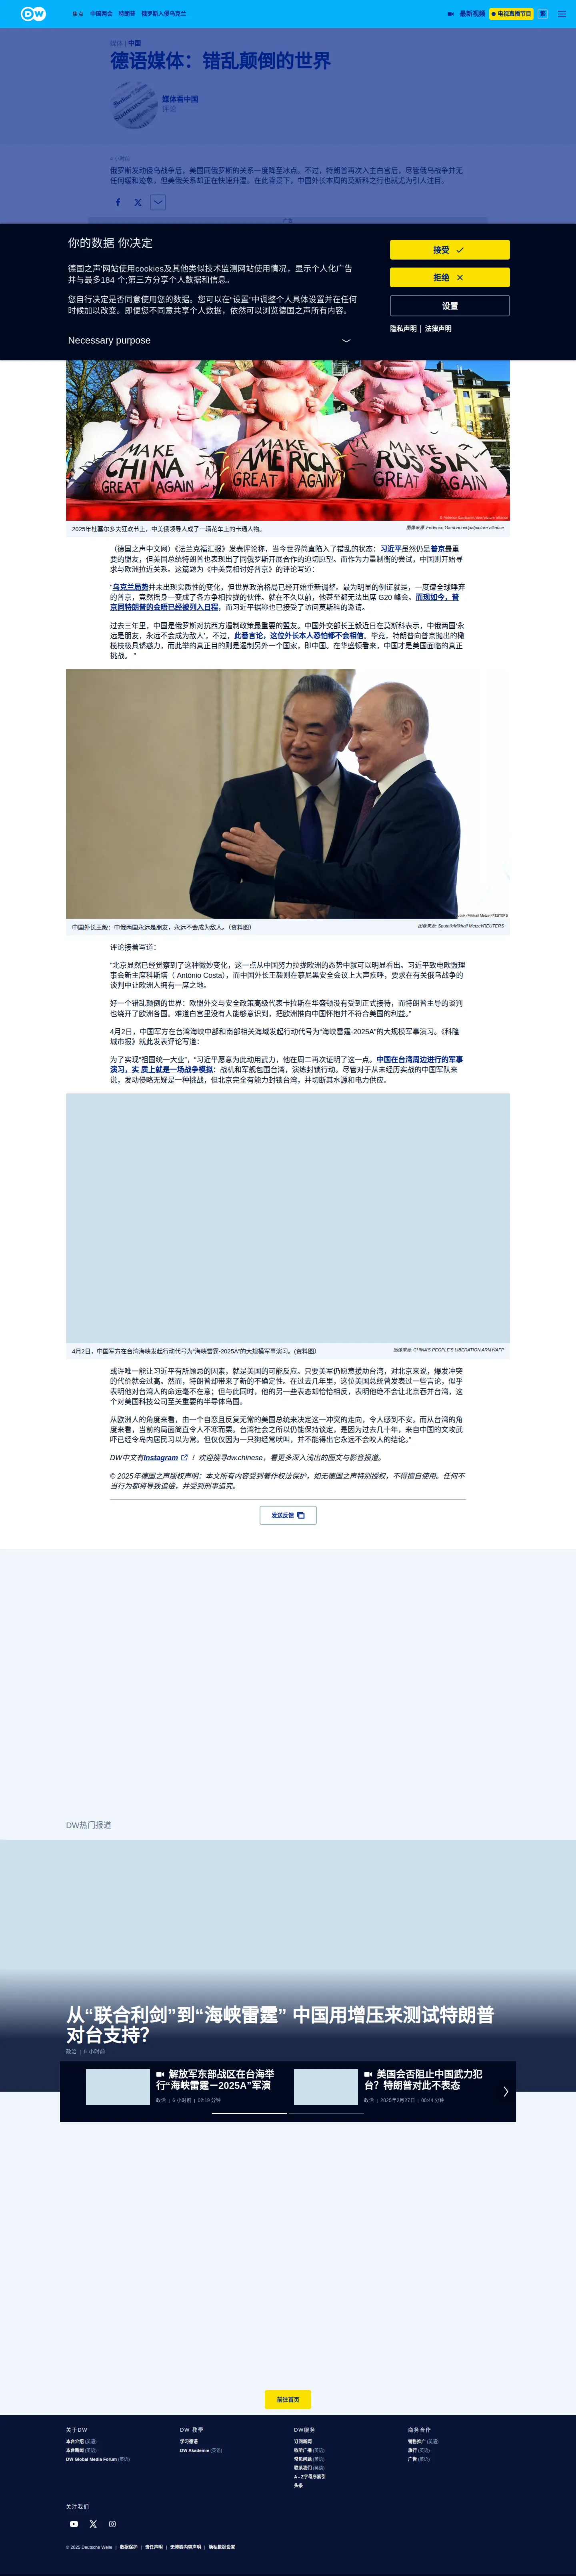 DW
焦点 中国两会 特朗普 俄罗斯入侵乌克兰
最新视频
电视直播节目
繁
媒体 | 中国
德语媒体：错乱颠倒的世界
媒体看中国
评论
6 小时前
俄罗斯发动侵乌战争后，美国同俄罗斯的关系一度降至冰点。不过，特朗普再次入主白宫后，尽管俄乌战争并无
任何缓和迹象，但美俄关系却正在快速升温。在此背景下，中国外长本周的莫斯科之行也就尤为引人注目。
广告
你的数据 你决定
德国之声'网站使用cookies及其他类似技术监测网站使用情况，显示个人化广告
并与最多184 个;第三方分享个人数据和信息。
您自行决定是否同意使用您的数据。您可以在“设置”中调整个人具体设置并在任何
时候加以改变。即便您不同意共享个人数据，依然可以浏览德国之声所有内容。
Necessary purpose
接受
拒绝
设置
隐私声明 | 法律声明
MAKE CHINA GREAT AGAIN
MAKE AMERICA GREAT AGAIN
MAKE RUSSIA GREAT AGAIN
2025年杜塞尔多夫狂欢节上，中美俄领导人成了一辆花车上的卡通人物。
图像来源: Federico Gambarini/dpa/picture alliance
（德国之声中文网）《法兰克福汇报》发表评论称，当今世界简直陷入了错乱的状态：习近平虽然仍是普京最重
要的盟友，但美国总统特朗普也表现出了同俄罗斯开展合作的迫切愿望。而作为力量制衡的尝试，中国则开始寻
求与欧洲拉近关系。这篇题为《中美竞相讨好普京》的评论写道：
“乌克兰局势并未出现实质性的变化，但世界政治格局已经开始重新调整。最为明显的例证就是，一度遭全球唾弃
的普京，竟然摇身一变成了各方争相拉拢的伙伴。就在不久以前，他甚至都无法出席 G20 峰会。而现如今，普
京同特朗普的会晤已经被列入日程，而习近平据称也已接受了访问莫斯科的邀请。
过去三年里，中国是俄罗斯对抗西方遏制政策最重要的盟友。中国外交部长王毅近日在莫斯科表示，中俄两国‘永
远是朋友，永远不会成为敌人’，不过，此番言论，这位外长本人恐怕都不会相信。毕竟，特朗普向普京抛出的橄
榄枝极具诱惑力，而此举的真正目的则是遏制另外一个国家，即中国。在华盛顿看来，中国才是美国面临的真正
挑战。 ”
中国外长王毅：中俄两国永远是朋友，永远不会成为敌人。（资料图）
图像来源: Sputnik/Mikhail Metzel/REUTERS
评论接着写道：
“北京显然已经觉察到了这种微妙变化，这一点从中国努力拉拢欧洲的态势中就可以明显看出。习近平致电欧盟理
事会新主席科斯塔（ António Costa），而中国外长王毅则在慕尼黑安全会议上大声疾呼，要求在有关俄乌战争的
谈判中让欧洲人拥有一席之地。
好一个错乱颠倒的世界：欧盟外交与安全政策高级代表卡拉斯在华盛顿没有受到正式接待，而特朗普主导的谈判
也绕开了欧洲各国。难道白宫里没有人能够意识到，把欧洲推向中国怀抱并不符合美国的利益。”
4月2日，中国军方在台湾海峡中部和南部相关海域发起行动代号为“海峡雷霆-2025A”的大规模军事演习。《科隆
城市报》就此发表评论写道：
为了实现“祖国统一大业”，“习近平愿意为此动用武力，他在周二再次证明了这一点。中国在台湾周边进行的军事
演习，实 质上就是一场战争模拟：战机和军舰包围台湾，演练封锁行动。尽管对于从未经历实战的中国军队来
说，发动侵略无疑是一种挑战，但北京完全有能力封锁台湾，并切断其水源和电力供应。
4月2日，中国军方在台湾海峡发起行动代号为“海峡雷霆-2025A”的大规模军事演习。(资料图）
图像来源: CHINA'S PEOPLE'S LIBERATION ARMY/AFP
或许唯一能让习近平有所顾忌的因素，就是美国的可能反应。只要美军仍愿意援助台湾，对北京来说，爆发冲突
的代价就会过高。然而，特朗普却带来了新的不确定性。在过去几年里，这位美国总统曾发表过一些言论，似乎
表明他对台湾人的命运毫不在意；但与此同时，他的另一些表态却恰恰相反，表明他绝不会让北京吞并台湾，这
个对美国科技公司至关重要的半导体岛国。
从欧洲人的角度来看，由一个自恋且反复无常的美国总统来决定这一冲突的走向，令人感到不安。而从台湾的角
度来看，当前的局面简直令人不寒而栗。台湾社会之所以仍能保持淡定，是因为过去几十年，来自中国的文攻武
吓已经令岛内居民习以为常。但仅仅因为一只狗经常吠叫，并不能得出它永远不会咬人的结论。”
DW中文有Instagram ！欢迎搜寻dw.chinese，看更多深入浅出的图文与影音报道。
© 2025年德国之声版权声明：本文所有内容受到著作权法保护，如无德国之声特别授权，不得擅自使用。任何不
当行为都将导致追偿，并受到刑事追究。
发送反馈
DW热门报道
从“联合利剑”到“海峡雷霆” 中国用增压来测试特朗普
对台支持？
政治 | 6 小时前
解放军东部战区在台海举
行“海峡雷霆－2025A”军演
政治 | 6 小时前 | 02:19 分钟
美国会否阻止中国武力犯
台？特朗普对此不表态
政治 | 2025年2月27日 | 00:44 分钟
前往首页
关于DW
本台介绍 (英语)
本台新闻 (英语)
DW Global Media Forum (英语)
DW 教学
学习德语
DW Akademie (英语)
DW服务
订阅新闻
收听广播 (英语)
常见问题 (英语)
联系我们 (英语)
A - Z字母序索引
头条
商务合作
销售推广 (英语)
旅行 (英语)
广告 (英语)
关注我们
© 2025 Deutsche Welle | 数据保护 | 责任声明 | 无障碍内容声明 | 隐私数据设置